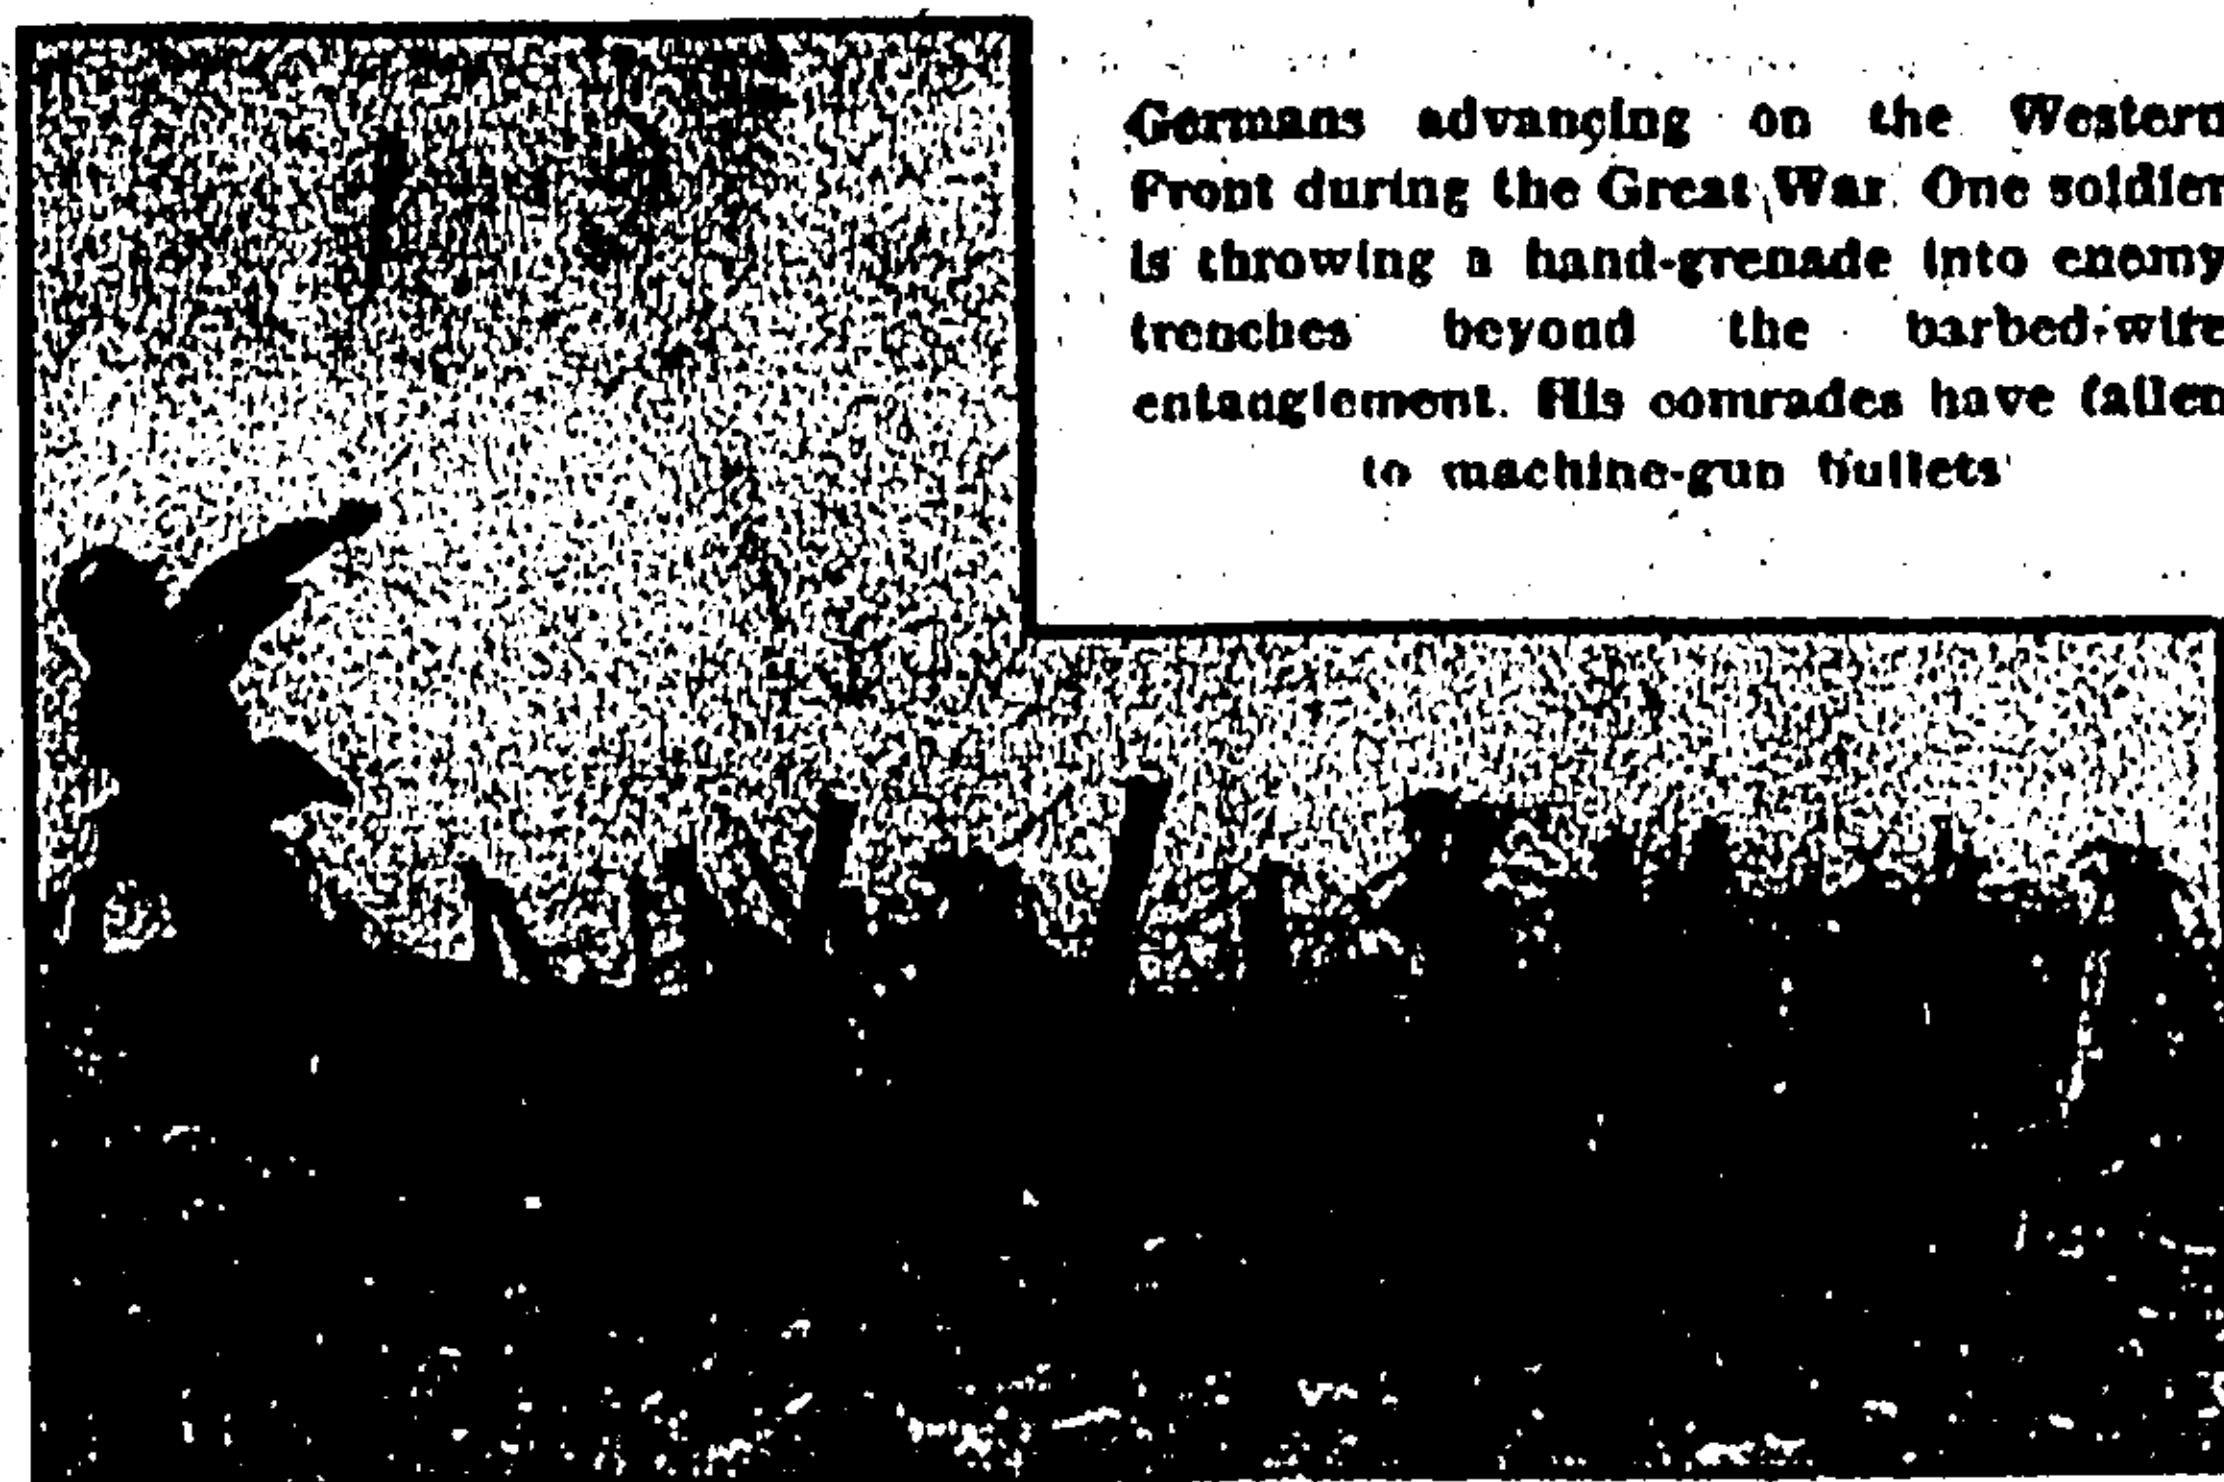 Germans advancing on the Western
Front during the Great War. One soldier
is throwing a hand-grenade into enemy
trenches beyond the barbed-wire
entanglement. His comrades have fallen
to machine-gun bullets